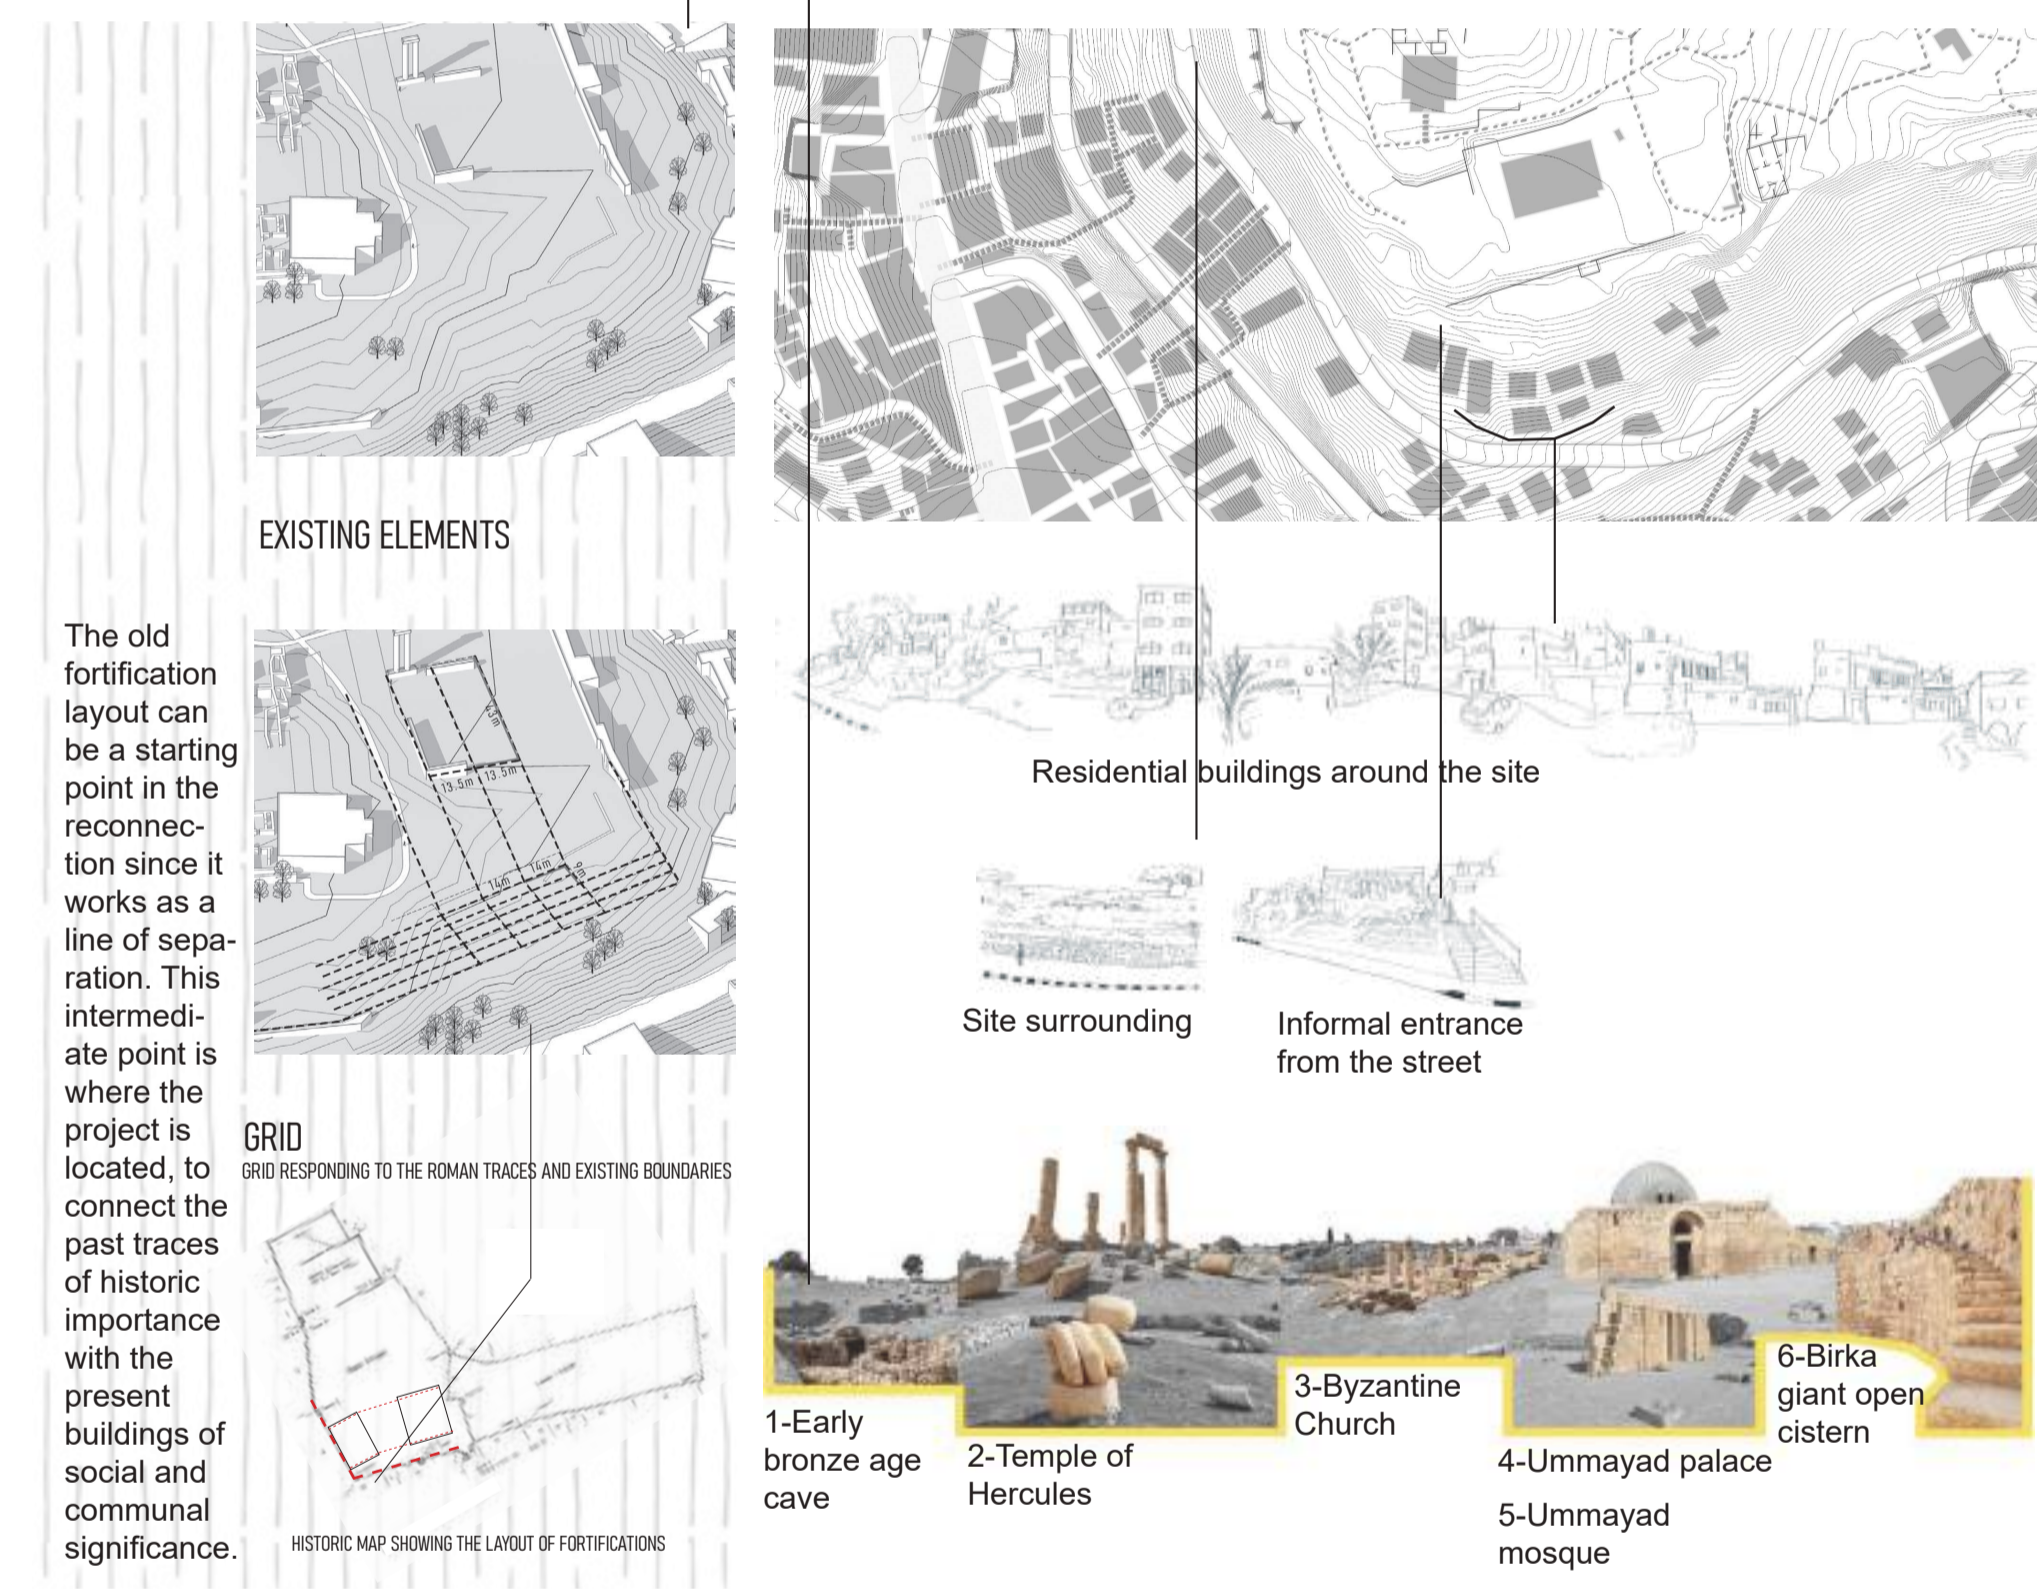 EXISTING ELEMENTS
The old
fortification
layout can
be a starting
point in the
reconnec-
tion since it
works as a
line of sepa-
ration. This
intermedi-
ate point is
where the
project is
located, to
connect the
past traces
of historic
importance
with the
present
buildings of
social and
communal
significance.
13.5m
13.5m
14m
14m
9m
GRID
GRID RESPONDING TO THE ROMAN TRACES AND EXISTING BOUNDARIES
HISTORIC MAP SHOWING THE LAYOUT OF FORTIFICATIONS
Residential buildings around the site
Site surrounding
Informal entrance
from the street
1-Early
bronze age
cave
2-Temple of
Hercules
3-Byzantine
Church
4-Ummayad palace
5-Ummayad
mosque
6-Birka
giant open
cistern